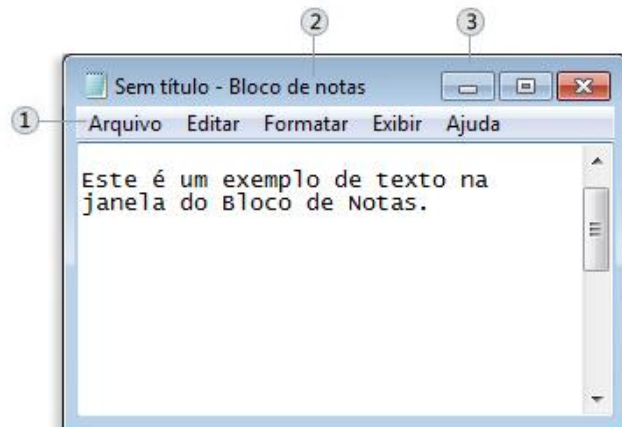 2 3
Sem título - Bloco de notas
1 Arquivo Editar Formatar Exibir Ajuda
Este é um exemplo de texto na
janela do Bloco de Notas.